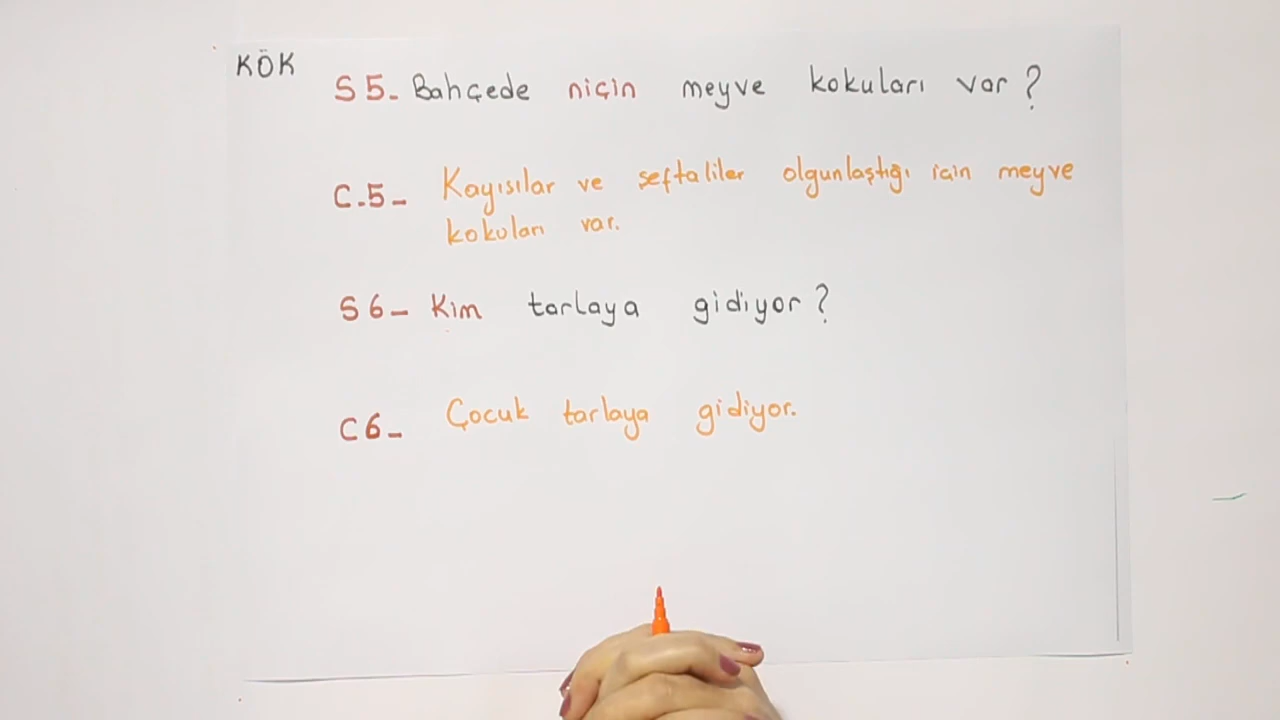 KÖK
S5- Bahçede niçin meyve kokuları var?
C.5- Kayısılar ve şeftaliler olgunlaştığı için meyve
kokuları var.
S6- Kim tarlaya gidiyor?
C6- Çocuk tarlaya gidiyor.